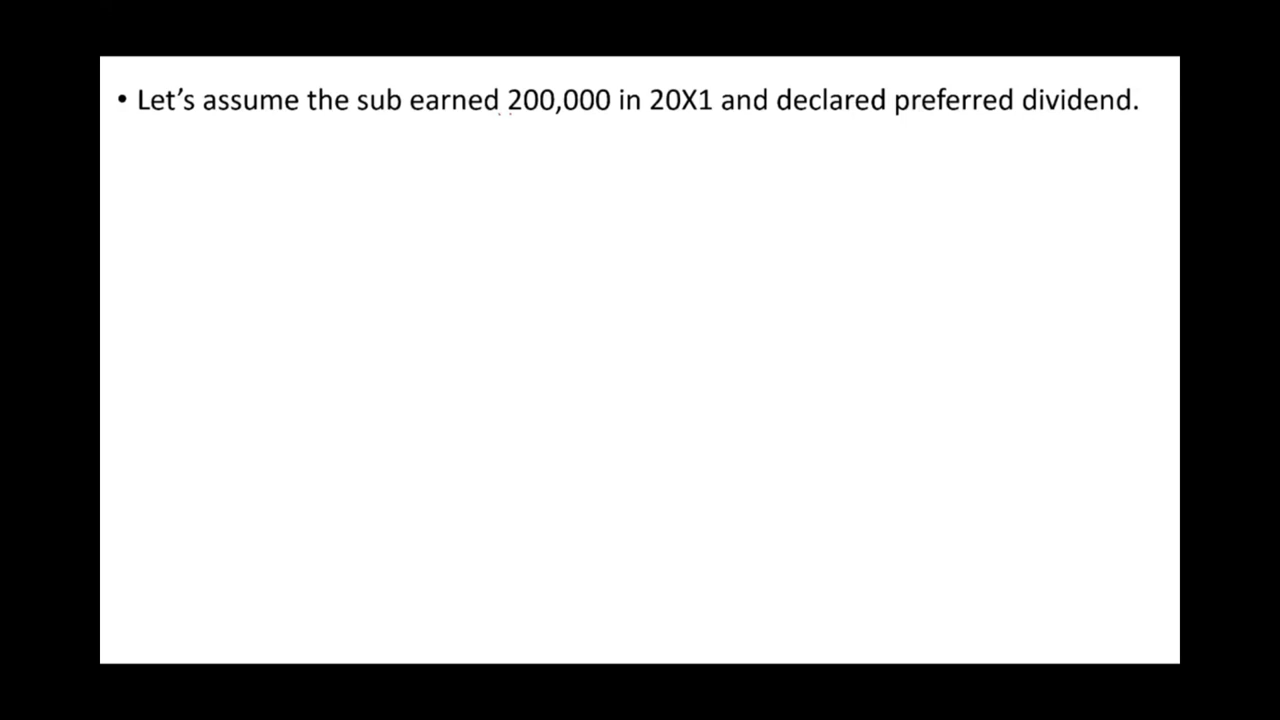 • Let’s assume the sub earned 200,000 in 20X1 and declared preferred dividend.